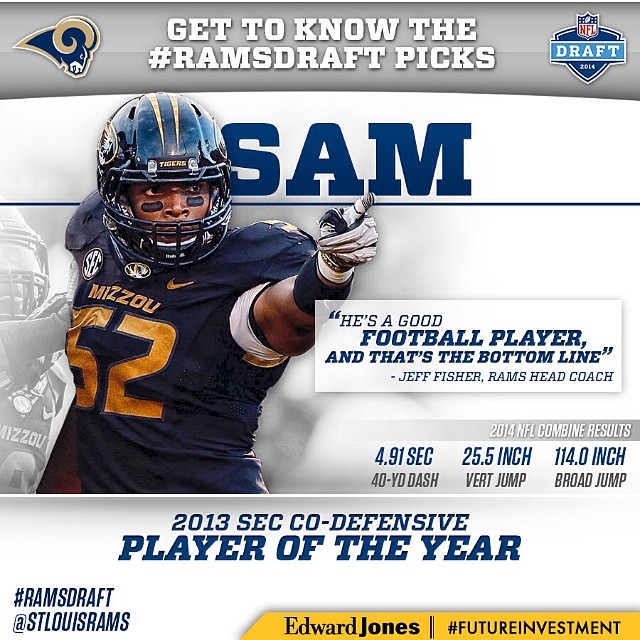 GET TO KNOW THE
#RAMSDRAFT PICKS
NFL
DRAFT
2014
SAM
TIGERS
SEC
MIZZOU
52
"HE'S A GOOD
FOOTBALL PLAYER,
AND THAT'S THE BOTTOM LINE"
- JEFF FISHER, RAMS HEAD COACH
2014 NFL COMBINE RESULTS
4.91 SEC 25.5 INCH 114.0 INCH
40-YD DASH VERT JUMP BROAD JUMP
MIZZOU
2013 SEC CO-DEFENSIVE
PLAYER OF THE YEAR
#RAMSDRAFT
@STLOUISRAMS
Edward Jones | #FUTUREINVESTMENT